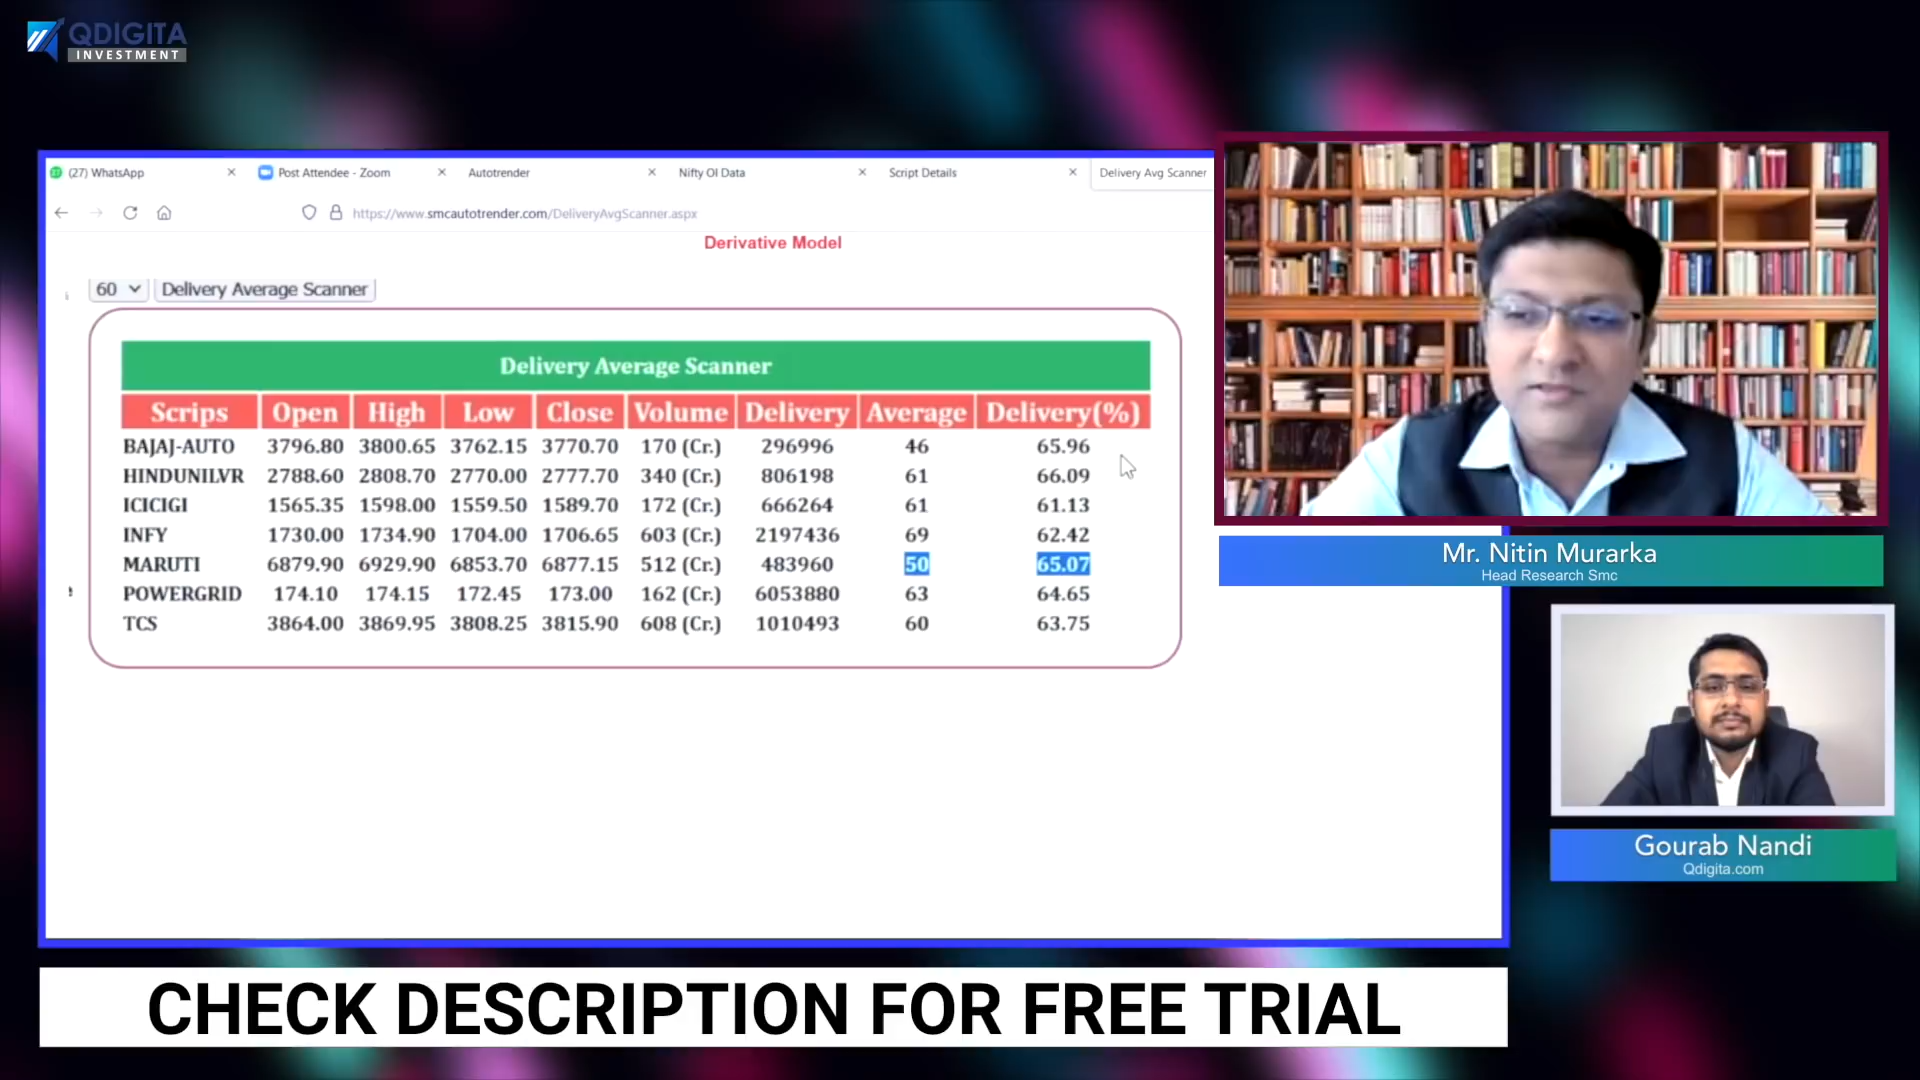 QDIGITA
INVESTMENT
(27) WhatsApp
Post Attendee - Zoom
Autotrender
Nifty OI Data
Script Details
Delivery Avg Scanner
https://www.smcautotrender.com/DeliveryAvgScanner.aspx
Derivative Model
60 Delivery Average Scanner
Delivery Average Scanner
Scrips Open High Low Close Volume Delivery Average Delivery(%)
BAJAJ-AUTO 3796.80 3800.65 3762.15 3770.70 170 (Cr.) 296996 46 65.96
HINDUNILVR 2788.60 2808.70 2770.00 2777.70 340 (Cr.) 806198 61 66.09
ICICIGI 1565.35 1598.00 1559.50 1589.70 172 (Cr.) 666264 61 61.13
INFY 1730.00 1734.90 1704.00 1706.65 603 (Cr.) 2197436 69 62.42
MARUTI 6879.90 6929.90 6853.70 6877.15 512 (Cr.) 483960 50 65.07
POWERGRID 174.10 174.15 172.45 173.00 162 (Cr.) 6053880 63 64.65
TCS 3864.00 3869.95 3808.25 3815.90 608 (Cr.) 1010493 60 63.75
Mr. Nitin Murarka
Head Research Smc
Gourab Nandi
Qdigita.com
CHECK DESCRIPTION FOR FREE TRIAL